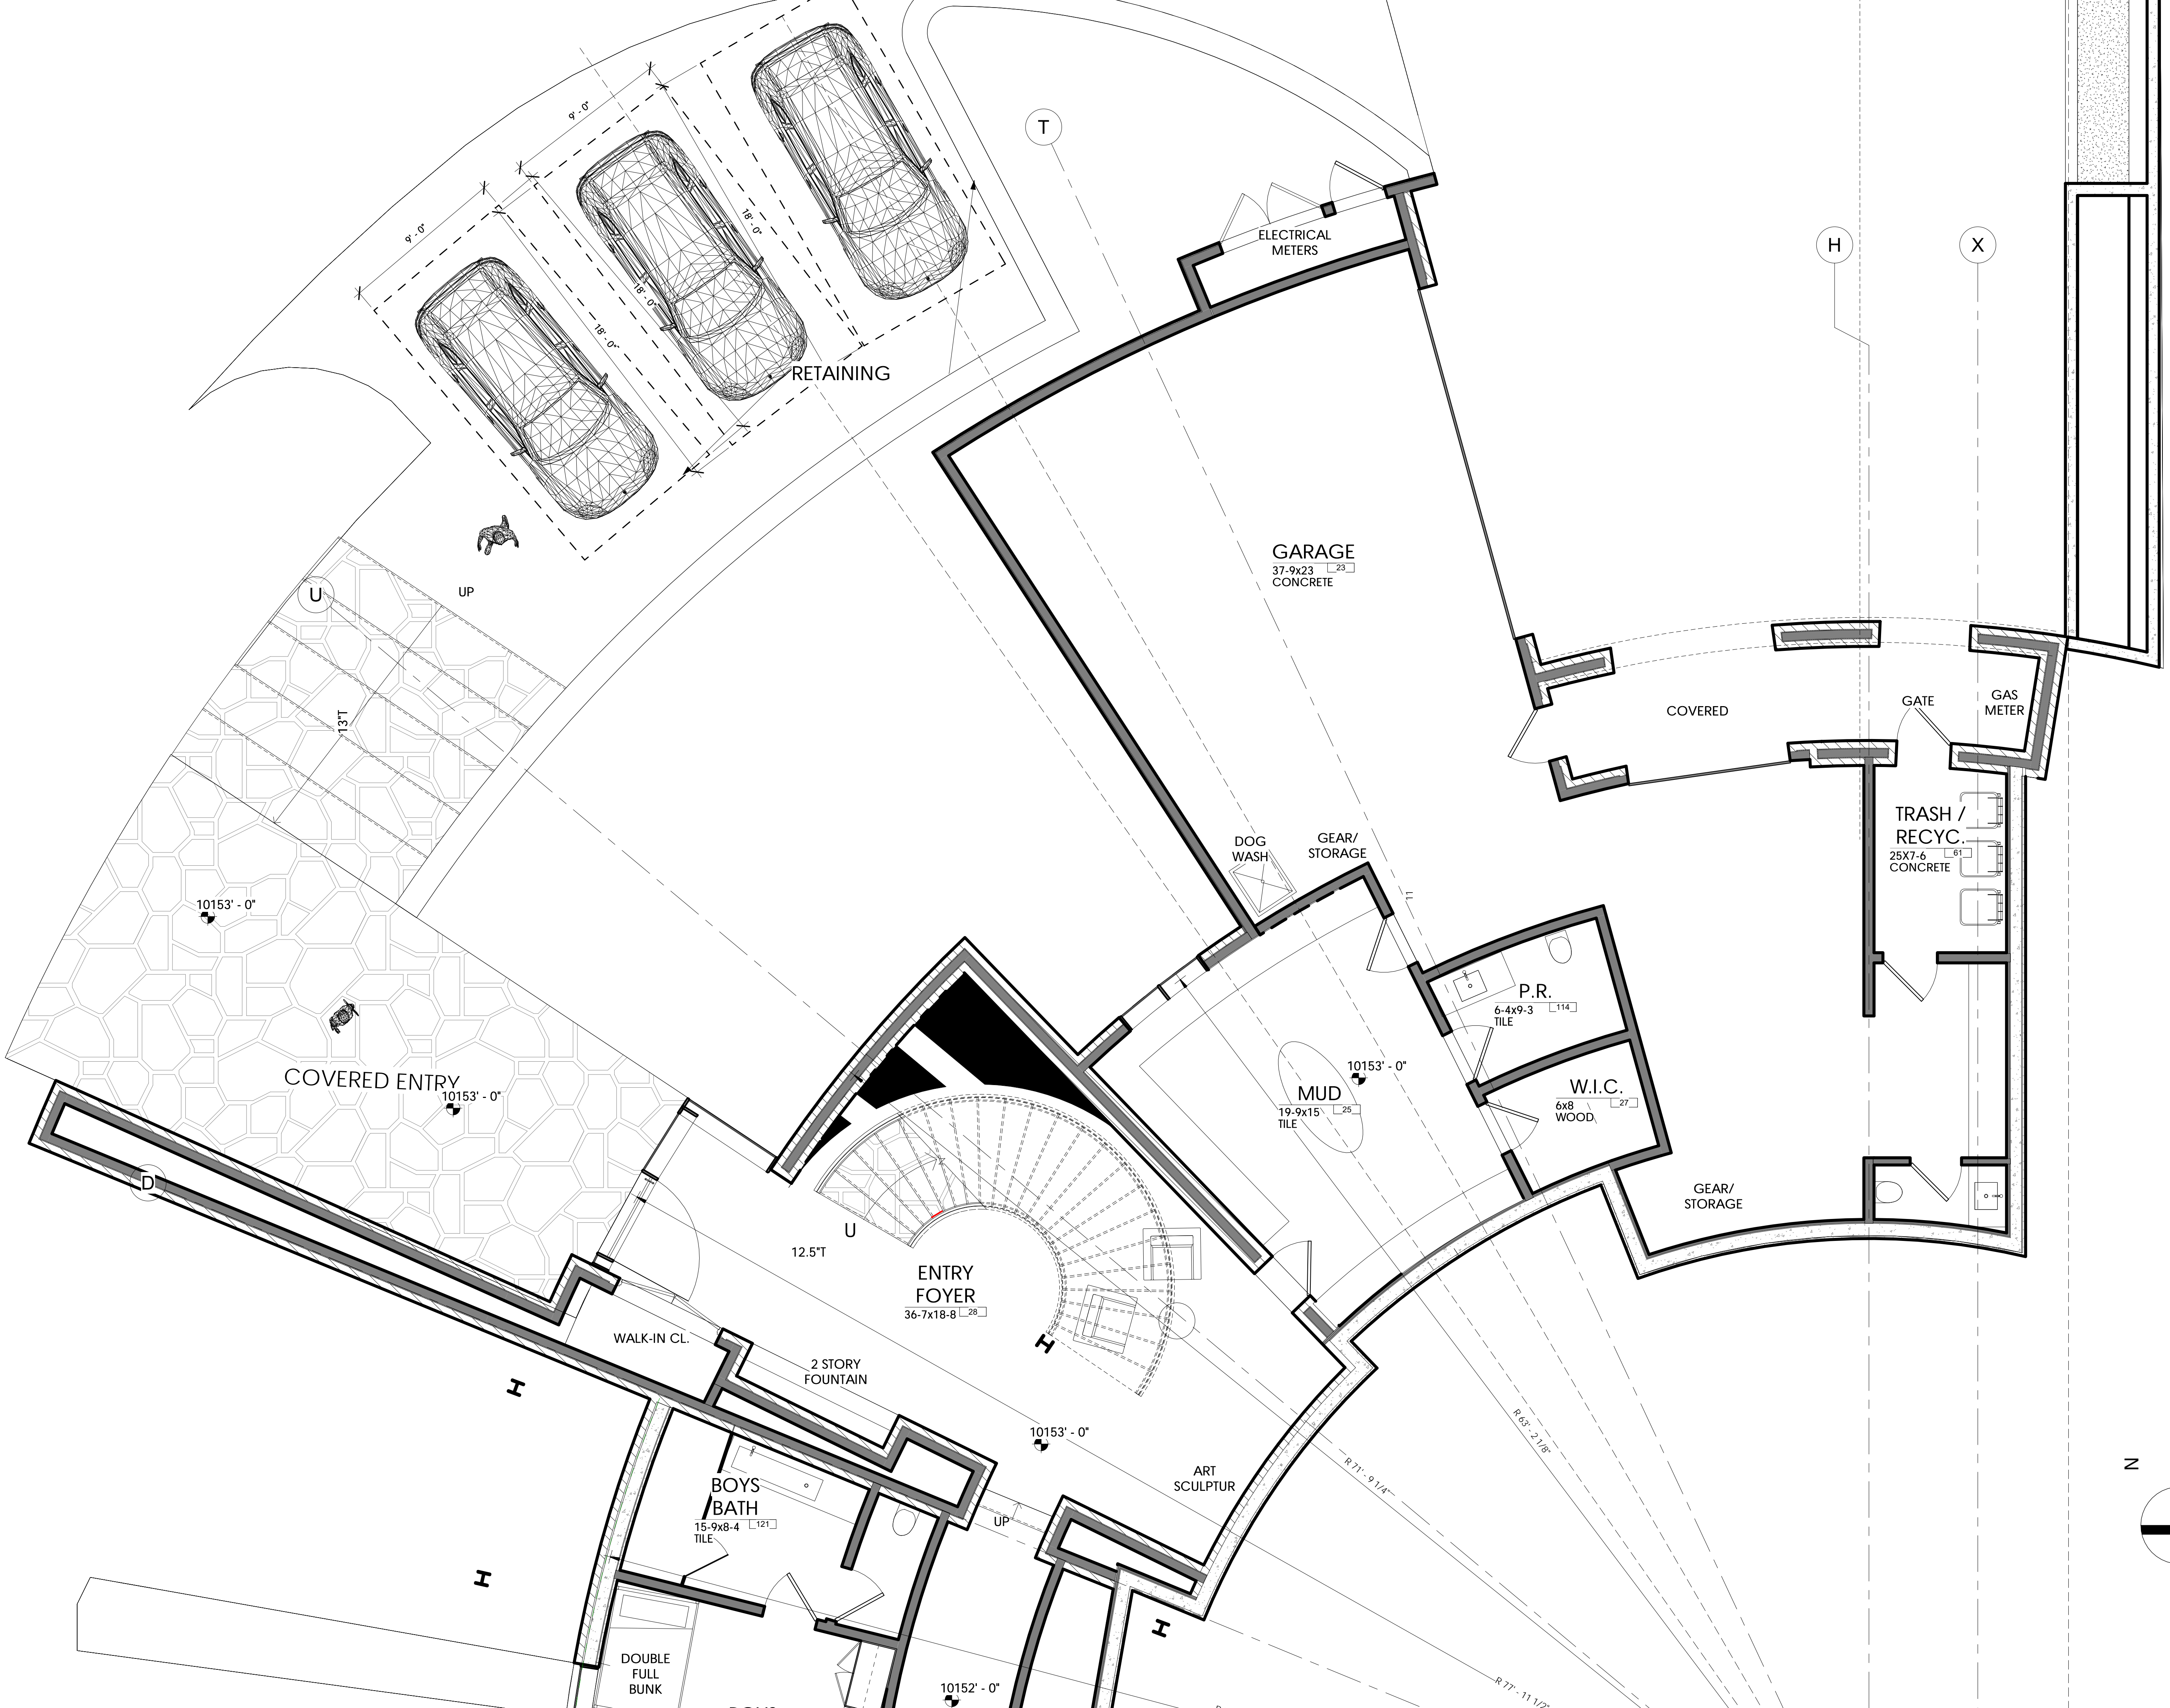 9' - 0"
9' - 0"
18' - 0"
18' - 0"
18' - 0"
RETAINING
T
ELECTRICAL
METERS
H
X
GARAGE
37-9x23
23
CONCRETE
U
UP
13"T
COVERED
GATE
GAS
METER
TRASH /
RECYC.
25X7-6
61
CONCRETE
DOG
WASH
GEAR/
STORAGE
11
10153' - 0"
P.R.
6-4x9-3
114
TILE
COVERED ENTRY
10153' - 0"
10153' - 0"
MUD
19-9x15
25
TILE
W.I.C.
6x8
27
WOOD
D
GEAR/
STORAGE
U
12.5"T
ENTRY
FOYER
36-7x18-8
28
WALK-IN CL.
2 STORY
FOUNTAIN
10153' - 0"
R 63' - 2 1/8"
R 71' - 9 1/4"
ART
SCULPTUR
N
BOYS
BATH
15-9x8-4
121
TILE
UP
DOUBLE
FULL
BUNK
10152' - 0"
R 77' - 11 1/2"